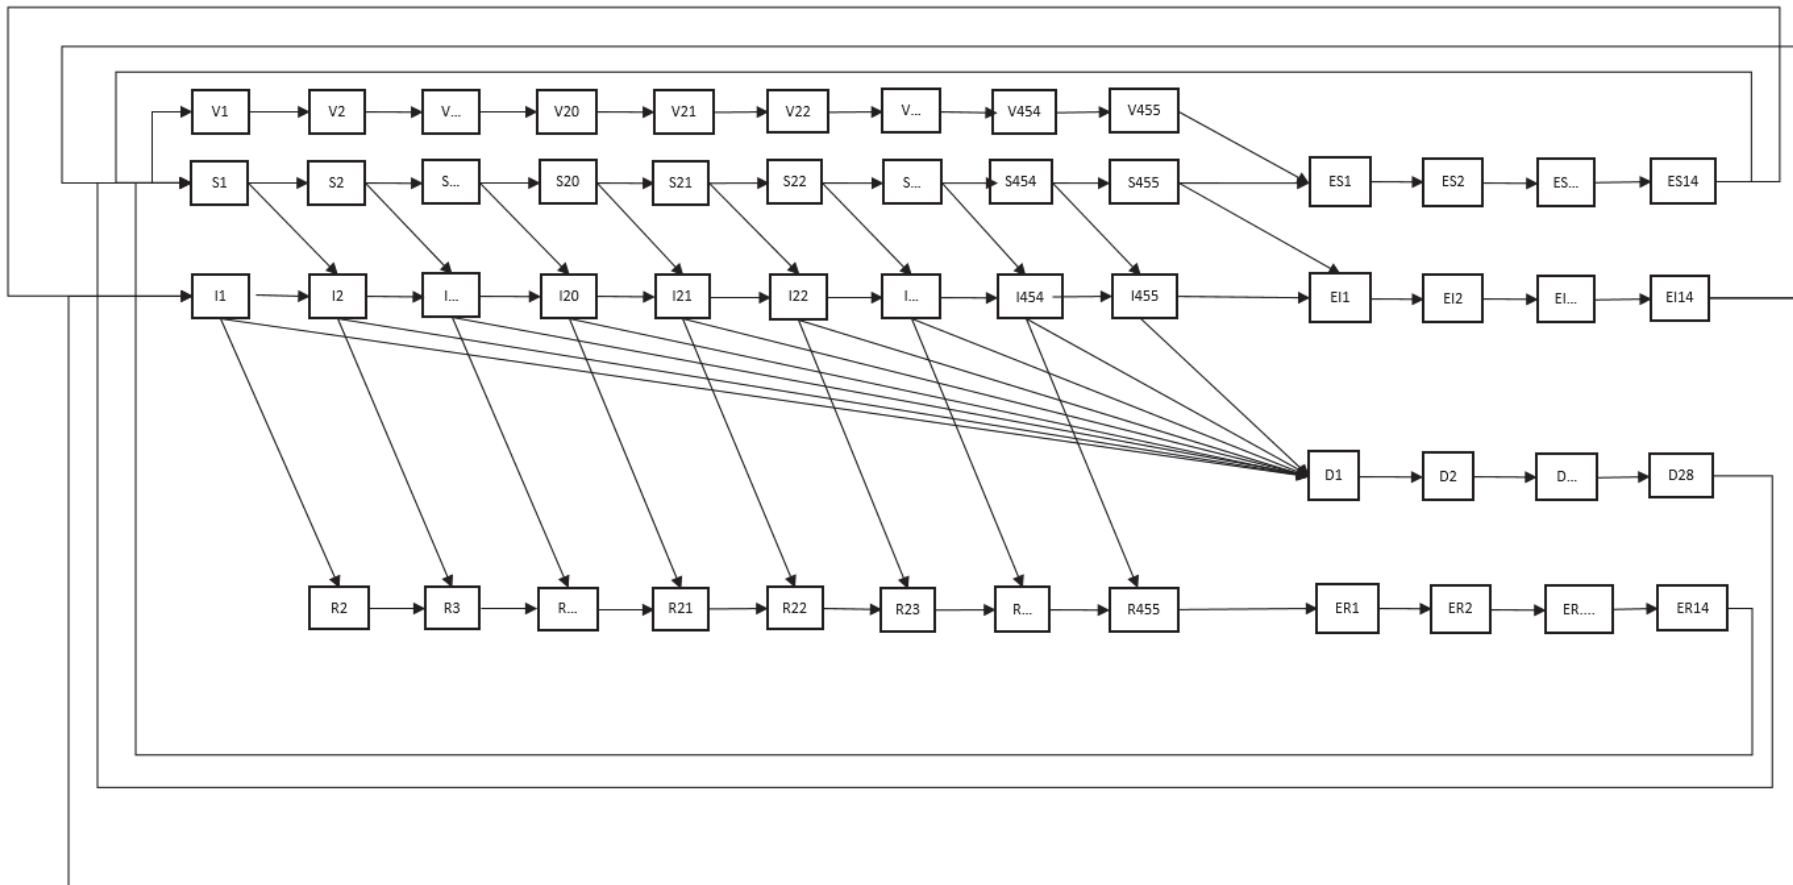 V1 V2 V... V20 V21 V22 V... V454 V455
S1 S2 S... S20 S21 S22 S... S454 S455 ES1 ES2 ES... ES14
I1 I2 I... I20 I21 I22 I... I454 I455 EI1 EI2 EI... EI14
D1 D2 D... D28
R2 R3 R... R21 R22 R23 R... R455 ER1 ER2 ER.... ER14